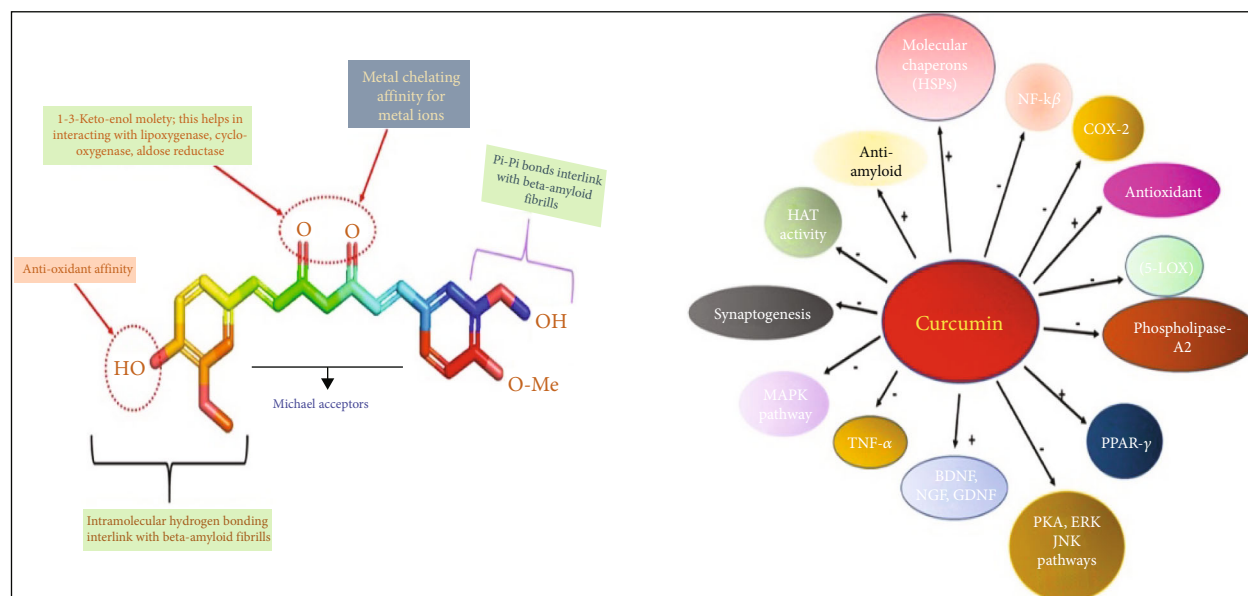 1-3-Keto-enol molety; this helps in
interacting with lipoxygenase, cyclo-
oxygenase, aldose reductase
Metal chelating
affinity for
metal ions
Pi-Pi bonds interlink
with beta-amyloid
fibrills
Anti-oxidant affinity
O
O
HO
OH
O-Me
Michael acceptors
Intramolecular hydrogen bonding
interlink with beta-amyloid fibrills
Molecular
chaperons
(HSPs)
NF-kβ
COX-2
Anti-
amyloid
Antioxidant
HAT
activity
(5-LOX)
Synaptogenesis
Curcumin
Phospholipase-
A2
MAPK
pathway
TNF-α
BDNF,
NGF, GDNF
PPAR-γ
PKA, ERK
JNK
pathways
+
-
-
+
+
-
-
-
-
-
-
+
-
+